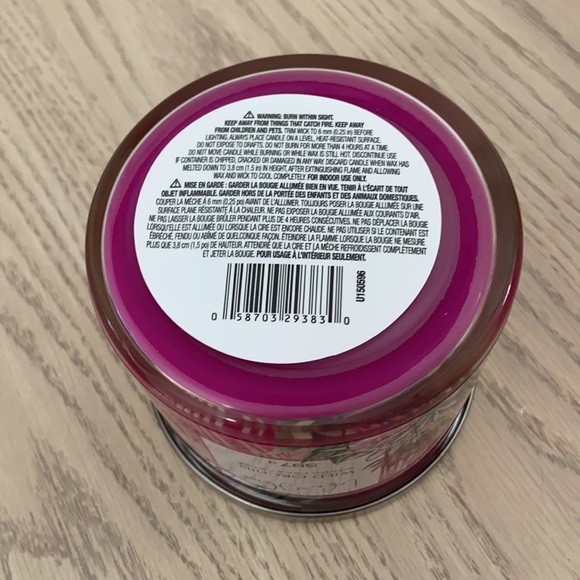 ⚠ WARNING: BURN WITHIN SIGHT.
KEEP AWAY FROM THINGS THAT CATCH FIRE. KEEP AWAY
FROM CHILDREN AND PETS. TRIM WICK TO 6 mm (0.25 in) BEFORE
LIGHTING. ALWAYS PLACE CANDLE ON A LEVEL, HEAT-RESISTANT SURFACE.
DO NOT EXPOSE TO DRAFTS. DO NOT BURN FOR MORE THAN 4 HOURS AT A TIME.
DO NOT MOVE CANDLE WHILE BURNING OR WHILE WAX IS STILL HOT. DISCONTINUE USE
IF CONTAINER IS CHIPPED, CRACKED OR DAMAGED IN ANY WAY. DISCARD CANDLE WHEN WAX HAS
MELTED DOWN TO 3.8 cm (1.5 in) IN HEIGHT, AFTER EXTINGUISHING FLAME AND ALLOWING
WAX AND WICK TO COOL COMPLETELY. FOR INDOOR USE ONLY.
⚠ MISE EN GARDE: GARDER LA BOUGIE ALLUMÉE BIEN EN VUE. TENIR À L'ÉCART DE TOUT
OBJET INFLAMMABLE. GARDER HORS DE LA PORTÉE DES ENFANTS ET DES ANIMAUX DOMESTIQUES.
COUPER LA MÈCHE À 6 mm (0,25 po) AVANT DE L'ALLUMER. TOUJOURS POSER LA BOUGIE ALLUMÉE SUR UNE
SURFACE PLANE RÉSISTANTE À LA CHALEUR. NE PAS EXPOSER LA BOUGIE ALLUMÉE AUX COURANTS D'AIR.
NE PAS LAISSER LA BOUGIE BRÛLER PENDANT PLUS DE 4 HEURES CONSÉCUTIVES. NE PAS DÉPLACER LA BOUGIE
LORSQU'ELLE EST ALLUMÉE OU LORSQUE LA CIRE EST ENCORE CHAUDE. NE PAS UTILISER SI LE CONTENANT EST
ÉBRÉCHÉ, FENDU OU ABÎMÉ DE QUELCONQUE FAÇON. ÉTEINDRE LA FLAMME LORSQUE LA BOUGIE NE MESURE
PLUS QUE 3,8 cm (1,5 po) DE HAUTEUR. ATTENDRE QUE LA CIRE ET LA MÈCHE REFROIDISSENT COMPLÈTEMENT
ET JETER LA BOUGIE. POUR USAGE À L'INTÉRIEUR SEULEMENT.
0 58703 29383 0
U150596